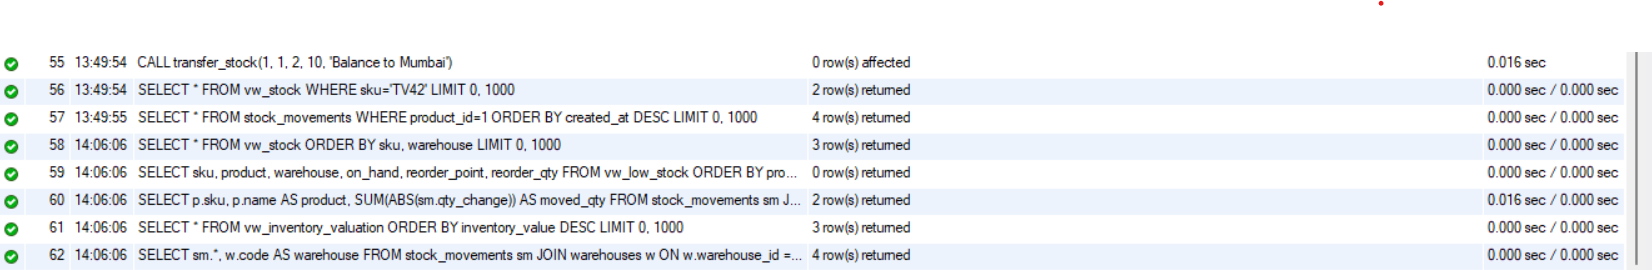 55 13:49:54 CALL transfer_stock(1, 1, 2, 10, 'Balance to Mumbai') 0 row(s) affected 0.016 sec
56 13:49:54 SELECT * FROM vw_stock WHERE sku='TV42' LIMIT 0, 1000 2 row(s) returned 0.000 sec / 0.000 sec
57 13:49:55 SELECT * FROM stock_movements WHERE product_id=1 ORDER BY created_at DESC LIMIT 0, 1000 4 row(s) returned 0.000 sec / 0.000 sec
58 14:06:06 SELECT * FROM vw_stock ORDER BY sku, warehouse LIMIT 0, 1000 3 row(s) returned 0.000 sec / 0.000 sec
59 14:06:06 SELECT sku, product, warehouse, on_hand, reorder_point, reorder_qty FROM vw_low_stock ORDER BY pro... 0 row(s) returned 0.000 sec / 0.000 sec
60 14:06:06 SELECT p.sku, p.name AS product, SUM(ABS(sm.qty_change)) AS moved_qty FROM stock_movements sm J... 2 row(s) returned 0.016 sec / 0.000 sec
61 14:06:06 SELECT * FROM vw_inventory_valuation ORDER BY inventory_value DESC LIMIT 0, 1000 3 row(s) returned 0.000 sec / 0.000 sec
62 14:06:06 SELECT sm.*, w.code AS warehouse FROM stock_movements sm JOIN warehouses w ON w.warehouse_id =... 4 row(s) returned 0.000 sec / 0.000 sec